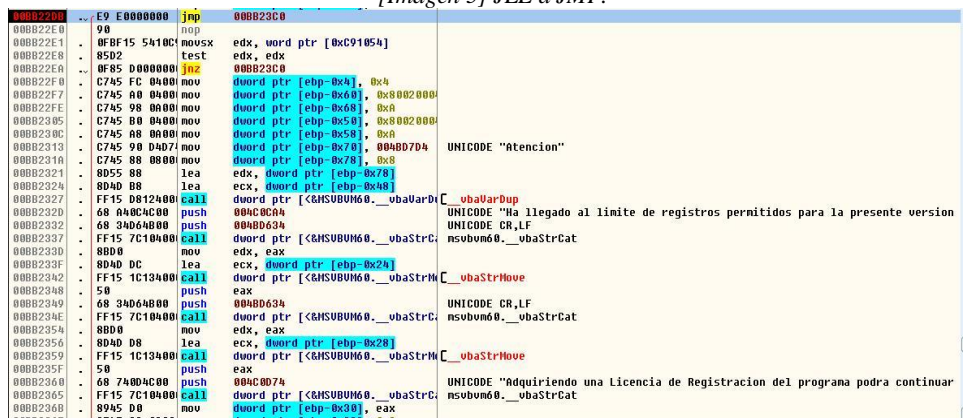 [Imagen 5] JLE a JMP.
00BB22DB .. E9 E0000000 jmp 00BB23C0
00BB22E0 90 nop
00BB22E1 . 0FBF15 5410C9 movsx edx, word ptr [0xC91054]
00BB22E8 . 85D2 test edx, edx
00BB22EA .. 0F85 D0000000 jnz 00BB23C0
00BB22F0 . C745 FC 0400 mov dword ptr [ebp-0x4], 0x4
00BB22F7 . C745 A0 0400 mov dword ptr [ebp-0x60], 0x8002000
00BB22FE . C745 98 0A00 mov dword ptr [ebp-0x68], 0xA
00BB2305 . C745 B0 0400 mov dword ptr [ebp-0x50], 0x8002000
00BB230C . C745 A8 0A00 mov dword ptr [ebp-0x58], 0xA
00BB2313 . C745 90 D4D74 mov dword ptr [ebp-0x70], 004BD7D4 UNICODE "Atencion"
00BB231A . C745 88 0800 mov dword ptr [ebp-0x78], 0x8
00BB2321 . 8D55 88 lea edx, dword ptr [ebp-0x78]
00BB2324 . 8D4D B8 lea ecx, dword ptr [ebp-0x48]
00BB2327 . FF15 D812400 call dword ptr [<&MSVBVM60.__vbaVarDu __vbaVarDup
00BB232D . 68 A40C4C00 push 004C0CA4 UNICODE "Ha llegado al limite de registros permitidos para la presente version
00BB2332 . 68 34D64B00 push 004BD634 UNICODE CR,LF
00BB2337 . FF15 7C10400 call dword ptr [<&MSVBVM60.__vbaStrCa msvbvm60.__vbaStrCat
00BB233D . 8BD0 mov edx, eax
00BB233F . 8D4D DC lea ecx, dword ptr [ebp-0x24]
00BB2342 . FF15 1C13400 call dword ptr [<&MSVBVM60.__vbaStrMo __vbaStrMove
00BB2348 . 50 push eax
00BB2349 . 68 34D64B00 push 004BD634 UNICODE CR,LF
00BB234E . FF15 7C10400 call dword ptr [<&MSVBVM60.__vbaStrCa msvbvm60.__vbaStrCat
00BB2354 . 8BD0 mov edx, eax
00BB2356 . 8D4D D8 lea ecx, dword ptr [ebp-0x28]
00BB2359 . FF15 1C13400 call dword ptr [<&MSVBVM60.__vbaStrMo __vbaStrMove
00BB235F . 50 push eax
00BB2360 . 68 740D4C00 push 004C0D74 UNICODE "Adquiriendo una Licencia de Registracion del programa podra continuar
00BB2365 . FF15 7C10400 call dword ptr [<&MSVBVM60.__vbaStrCa msvbvm60.__vbaStrCat
00BB236B . 8945 D0 mov dword ptr [ebp-0x30], eax